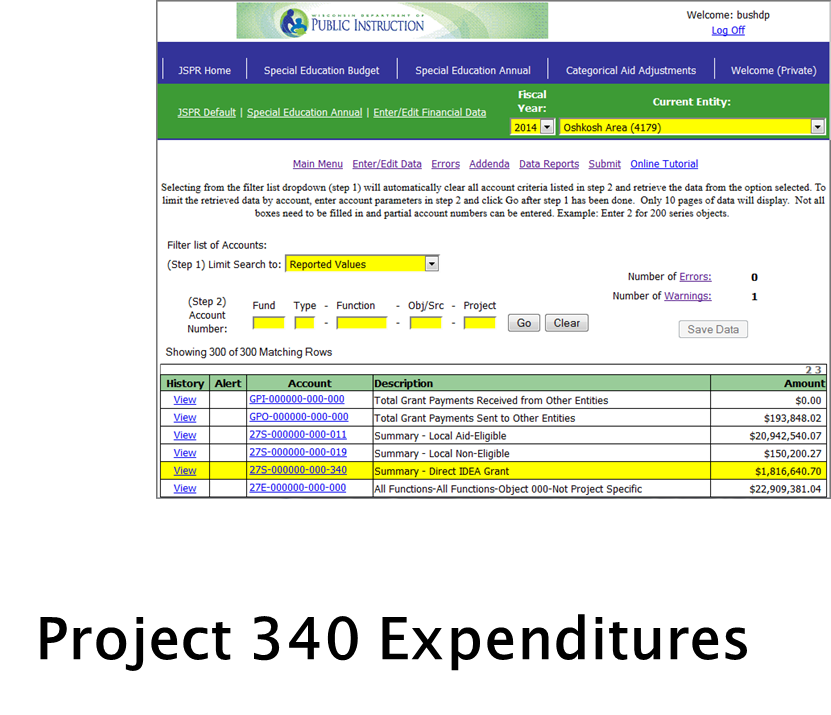 WISCONSIN DEPARTMENT OF
PUBLIC INSTRUCTION
Welcome: bushdp
Log Off
JSPR Home Special Education Budget Special Education Annual Categorical Aid Adjustments Welcome (Private)
Fiscal Year: Current Entity:
JSPR Default | Special Education Annual | Enter/Edit Financial Data
2014 Oshkosh Area (4179)
Main Menu Enter/Edit Data Errors Addenda Data Reports Submit Online Tutorial
Selecting from the filter list dropdown (step 1) will automatically clear all account criteria listed in step 2 and retrieve the data from the option selected. To
limit the retrieved data by account, enter account parameters in step 2 and click Go after step 1 has been done. Only 10 pages of data will display. Not all
boxes need to be filled in and partial account numbers can be entered. Example: Enter 2 for 200 series objects.
Filter list of Accounts:
(Step 1) Limit Search to: Reported Values
Number of Errors: 0
Number of Warnings: 1
(Step 2)
Account
Number:
Fund Type - Function - Obj/Src - Project
- - - Go Clear
Save Data
Showing 300 of 300 Matching Rows
2 3
History Alert Account Description Amount
View GPI-000000-000-000 Total Grant Payments Received from Other Entities $0.00
View GPO-000000-000-000 Total Grant Payments Sent to Other Entities $193,848.02
View 27S-000000-000-011 Summary - Local Aid-Eligible $20,942,540.07
View 27S-000000-000-019 Summary - Local Non-Eligible $150,200.27
View 27S-000000-000-340 Summary - Direct IDEA Grant $1,816,640.70
View 27E-000000-000-000 All Functions-All Functions-Object 000-Not Project Specific $22,909,381.04
Project 340 Expenditures